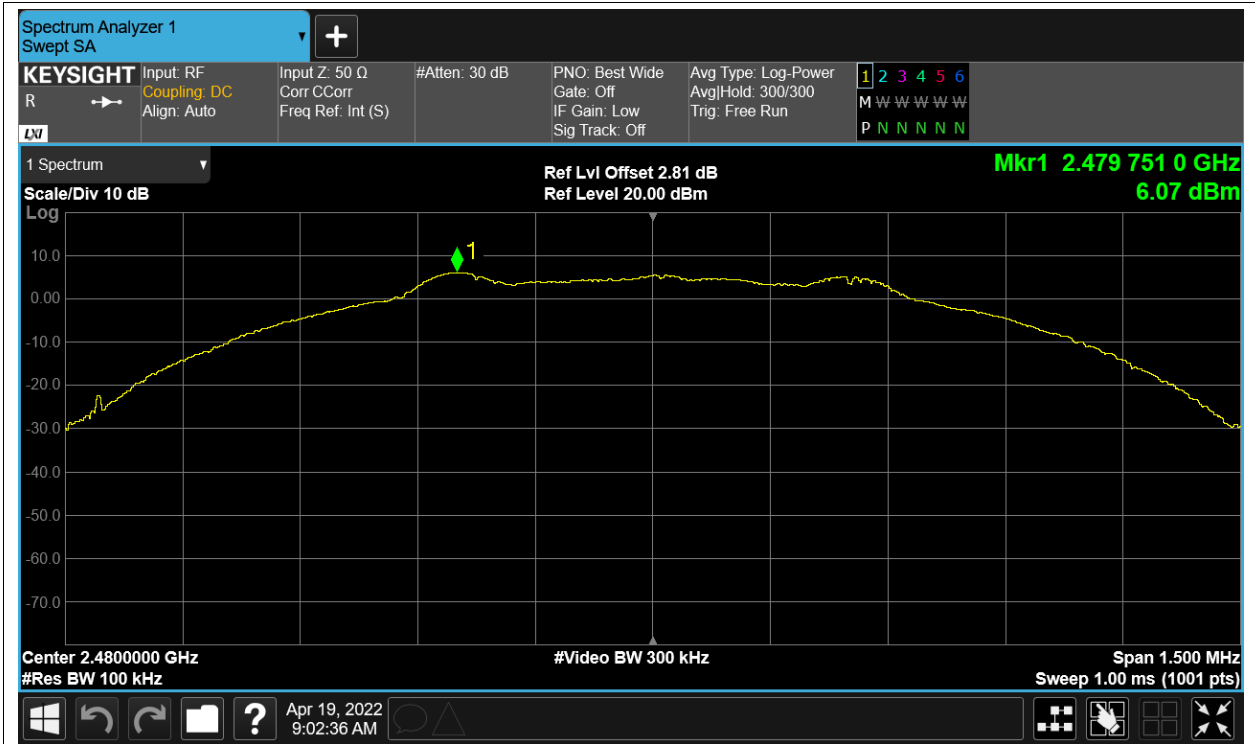 Spectrum Analyzer 1
Swept SA
+
KEYSIGHT
R
LXI
Input: RF
Coupling: DC
Align: Auto
Input Z: 50 Ω
Corr CCorr
Freq Ref: Int (S)
#Atten: 30 dB
PNO: Best Wide
Gate: Off
IF Gain: Low
Sig Track: Off
Avg Type: Log-Power
Avg|Hold: 300/300
Trig: Free Run
1 2 3 4 5 6
M W W W W W W
P N N N N N N
1 Spectrum
Scale/Div 10 dB
Ref Lvl Offset 2.81 dB
Ref Level 20.00 dBm
Mkr1 2.479 751 0 GHz
6.07 dBm
Log
1
10.0
0.00
-10.0
-20.0
-30.0
-40.0
-50.0
-60.0
-70.0
Center 2.4800000 GHz
#Video BW 300 kHz
Span 1.500 MHz
#Res BW 100 kHz
Sweep 1.00 ms (1001 pts)
?
Apr 19, 2022
9:02:36 AM